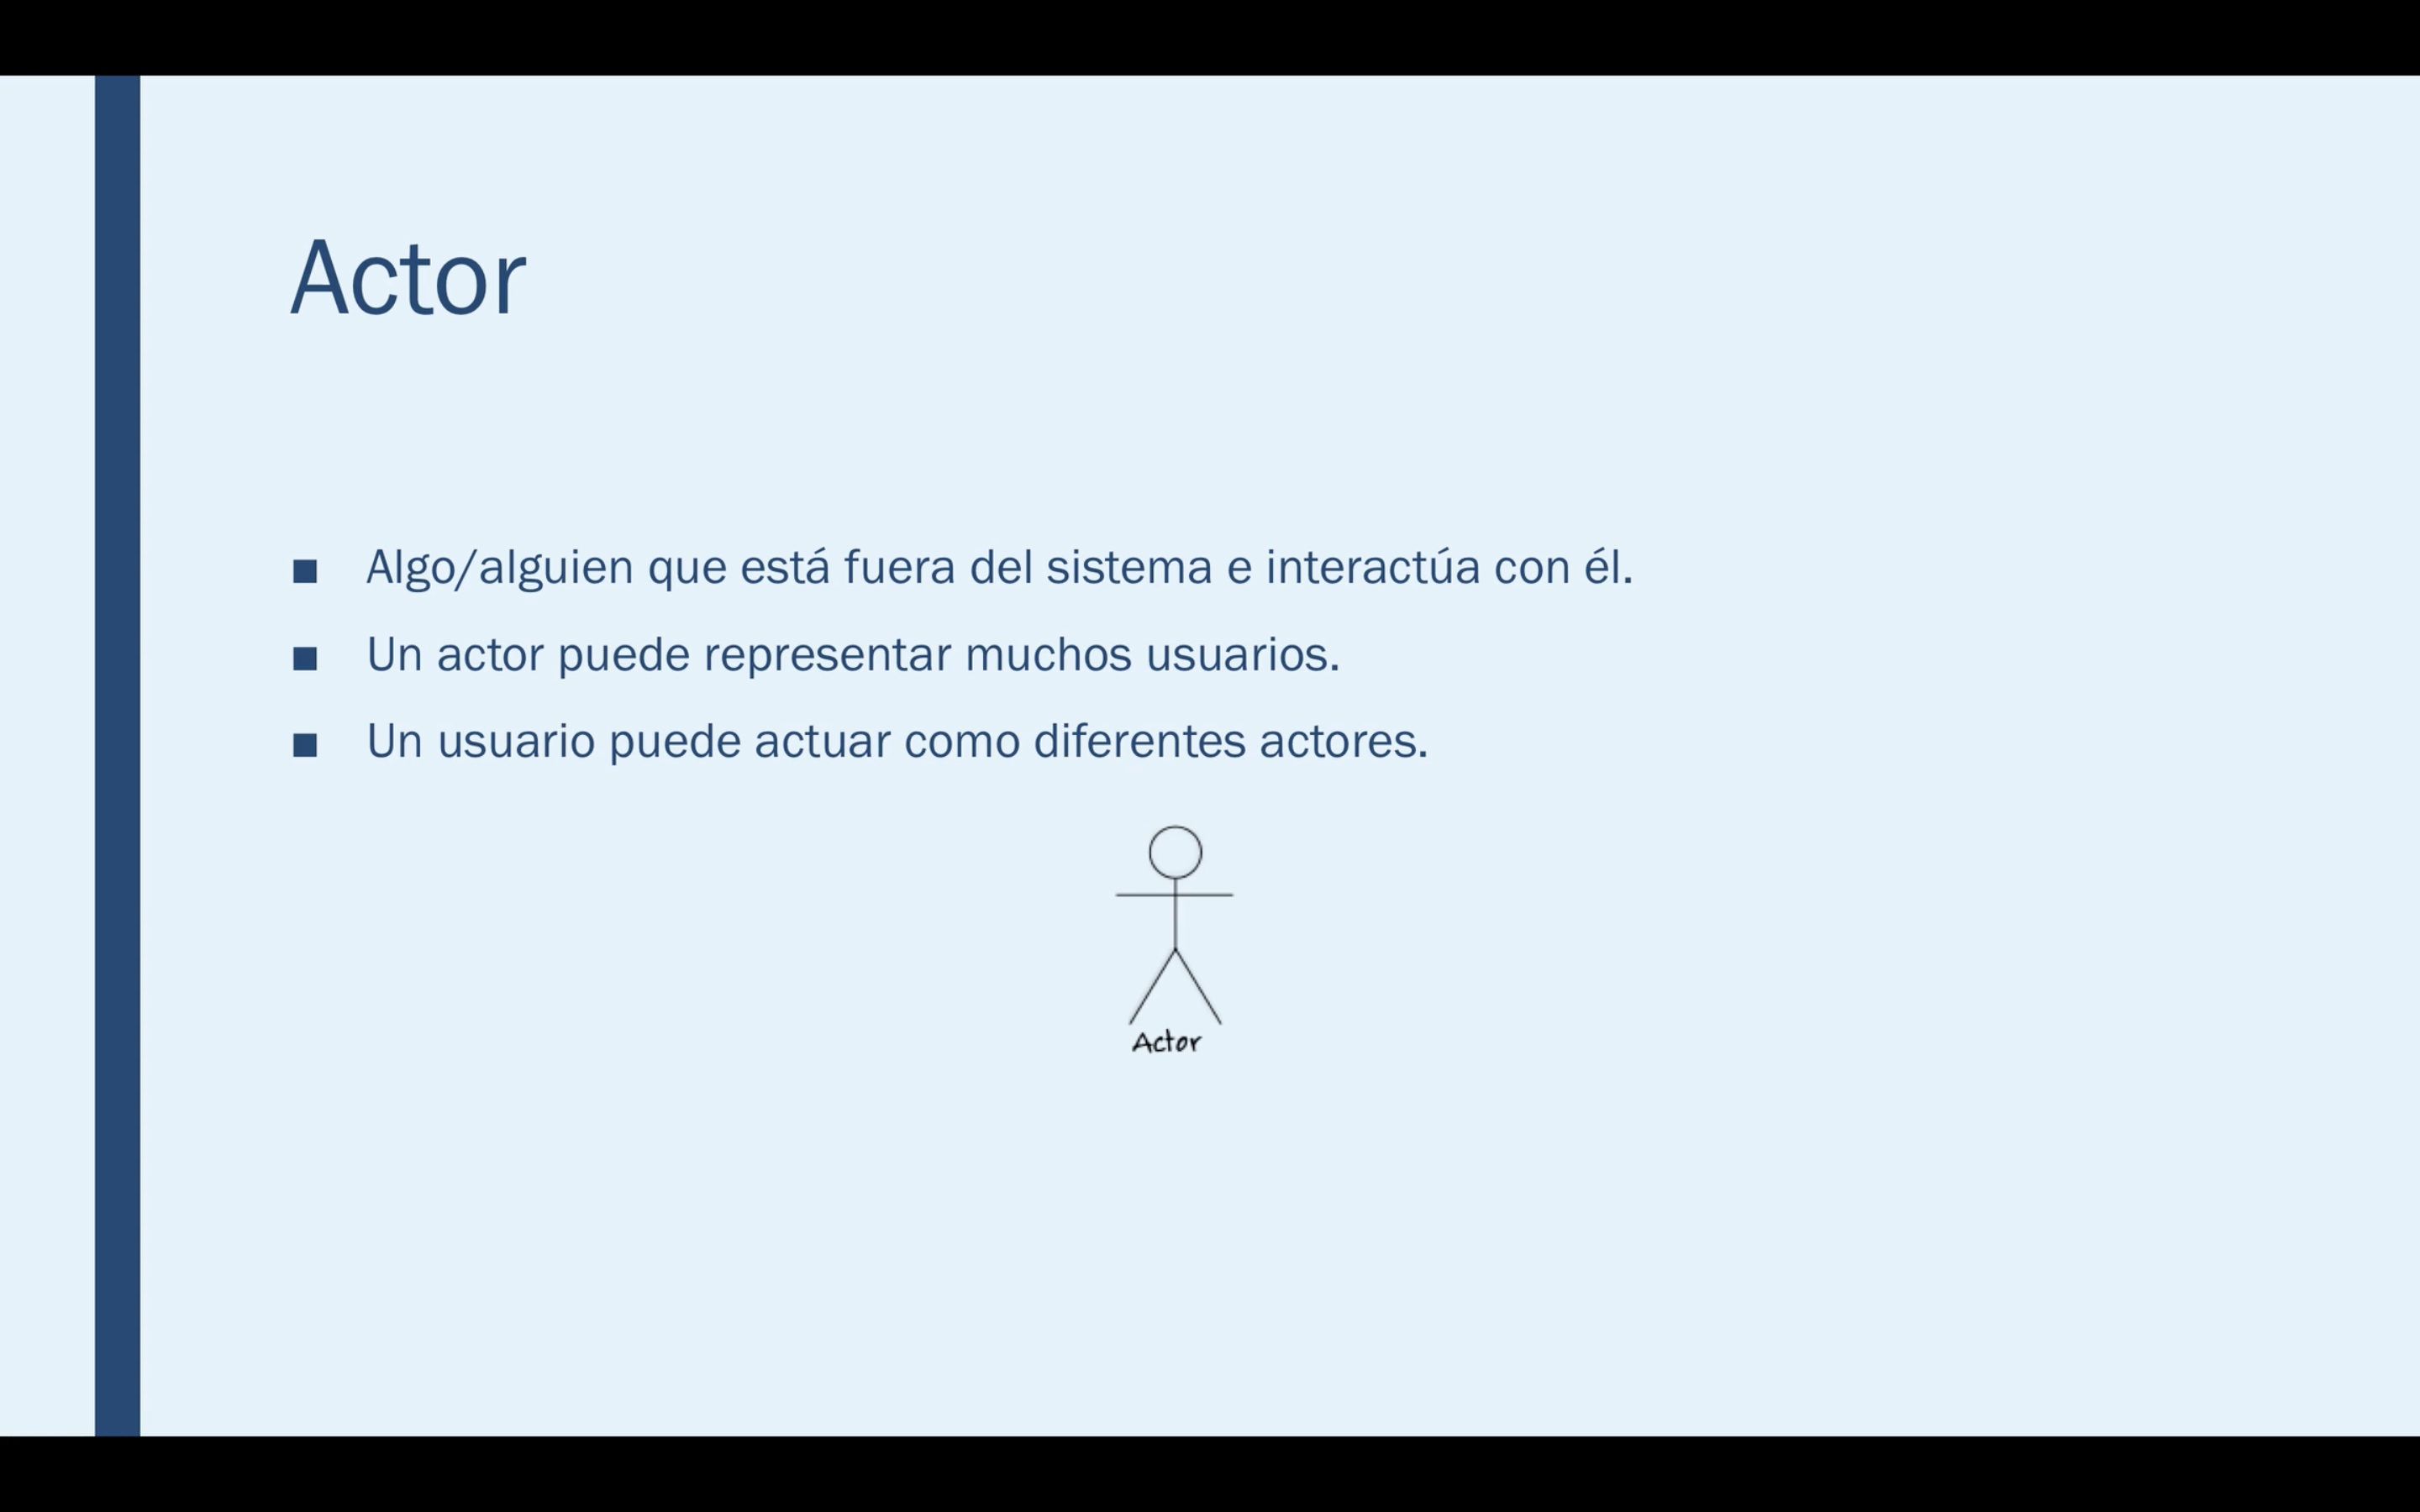 Actor
Algo/alguien que está fuera del sistema e interactúa con él.
Un actor puede representar muchos usuarios.
Un usuario puede actuar como diferentes actores.
Actor